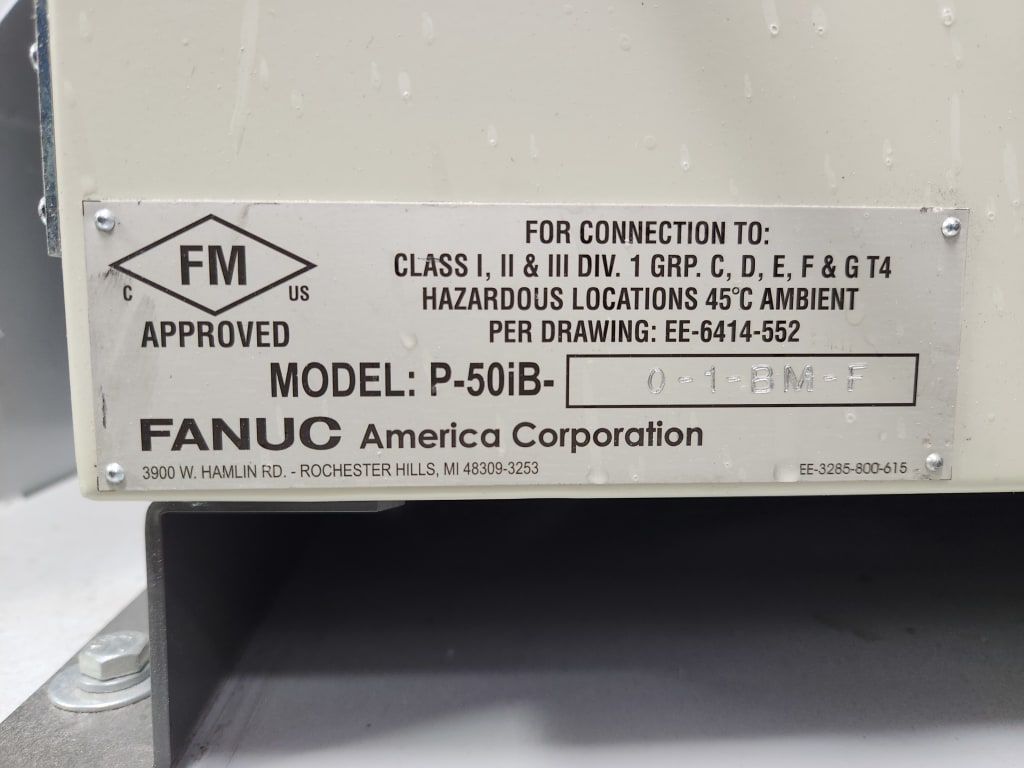 FM
C US
APPROVED
FOR CONNECTION TO:
CLASS I, II & III DIV. 1 GRP. C, D, E, F & G T4
HAZARDOUS LOCATIONS 45°C AMBIENT
PER DRAWING: EE-6414-552
MODEL: P-50iB- 0-1-BM-F
FANUC America Corporation
3900 W. HAMLIN RD. - ROCHESTER HILLS, MI 48309-3253
EE-3285-800-615